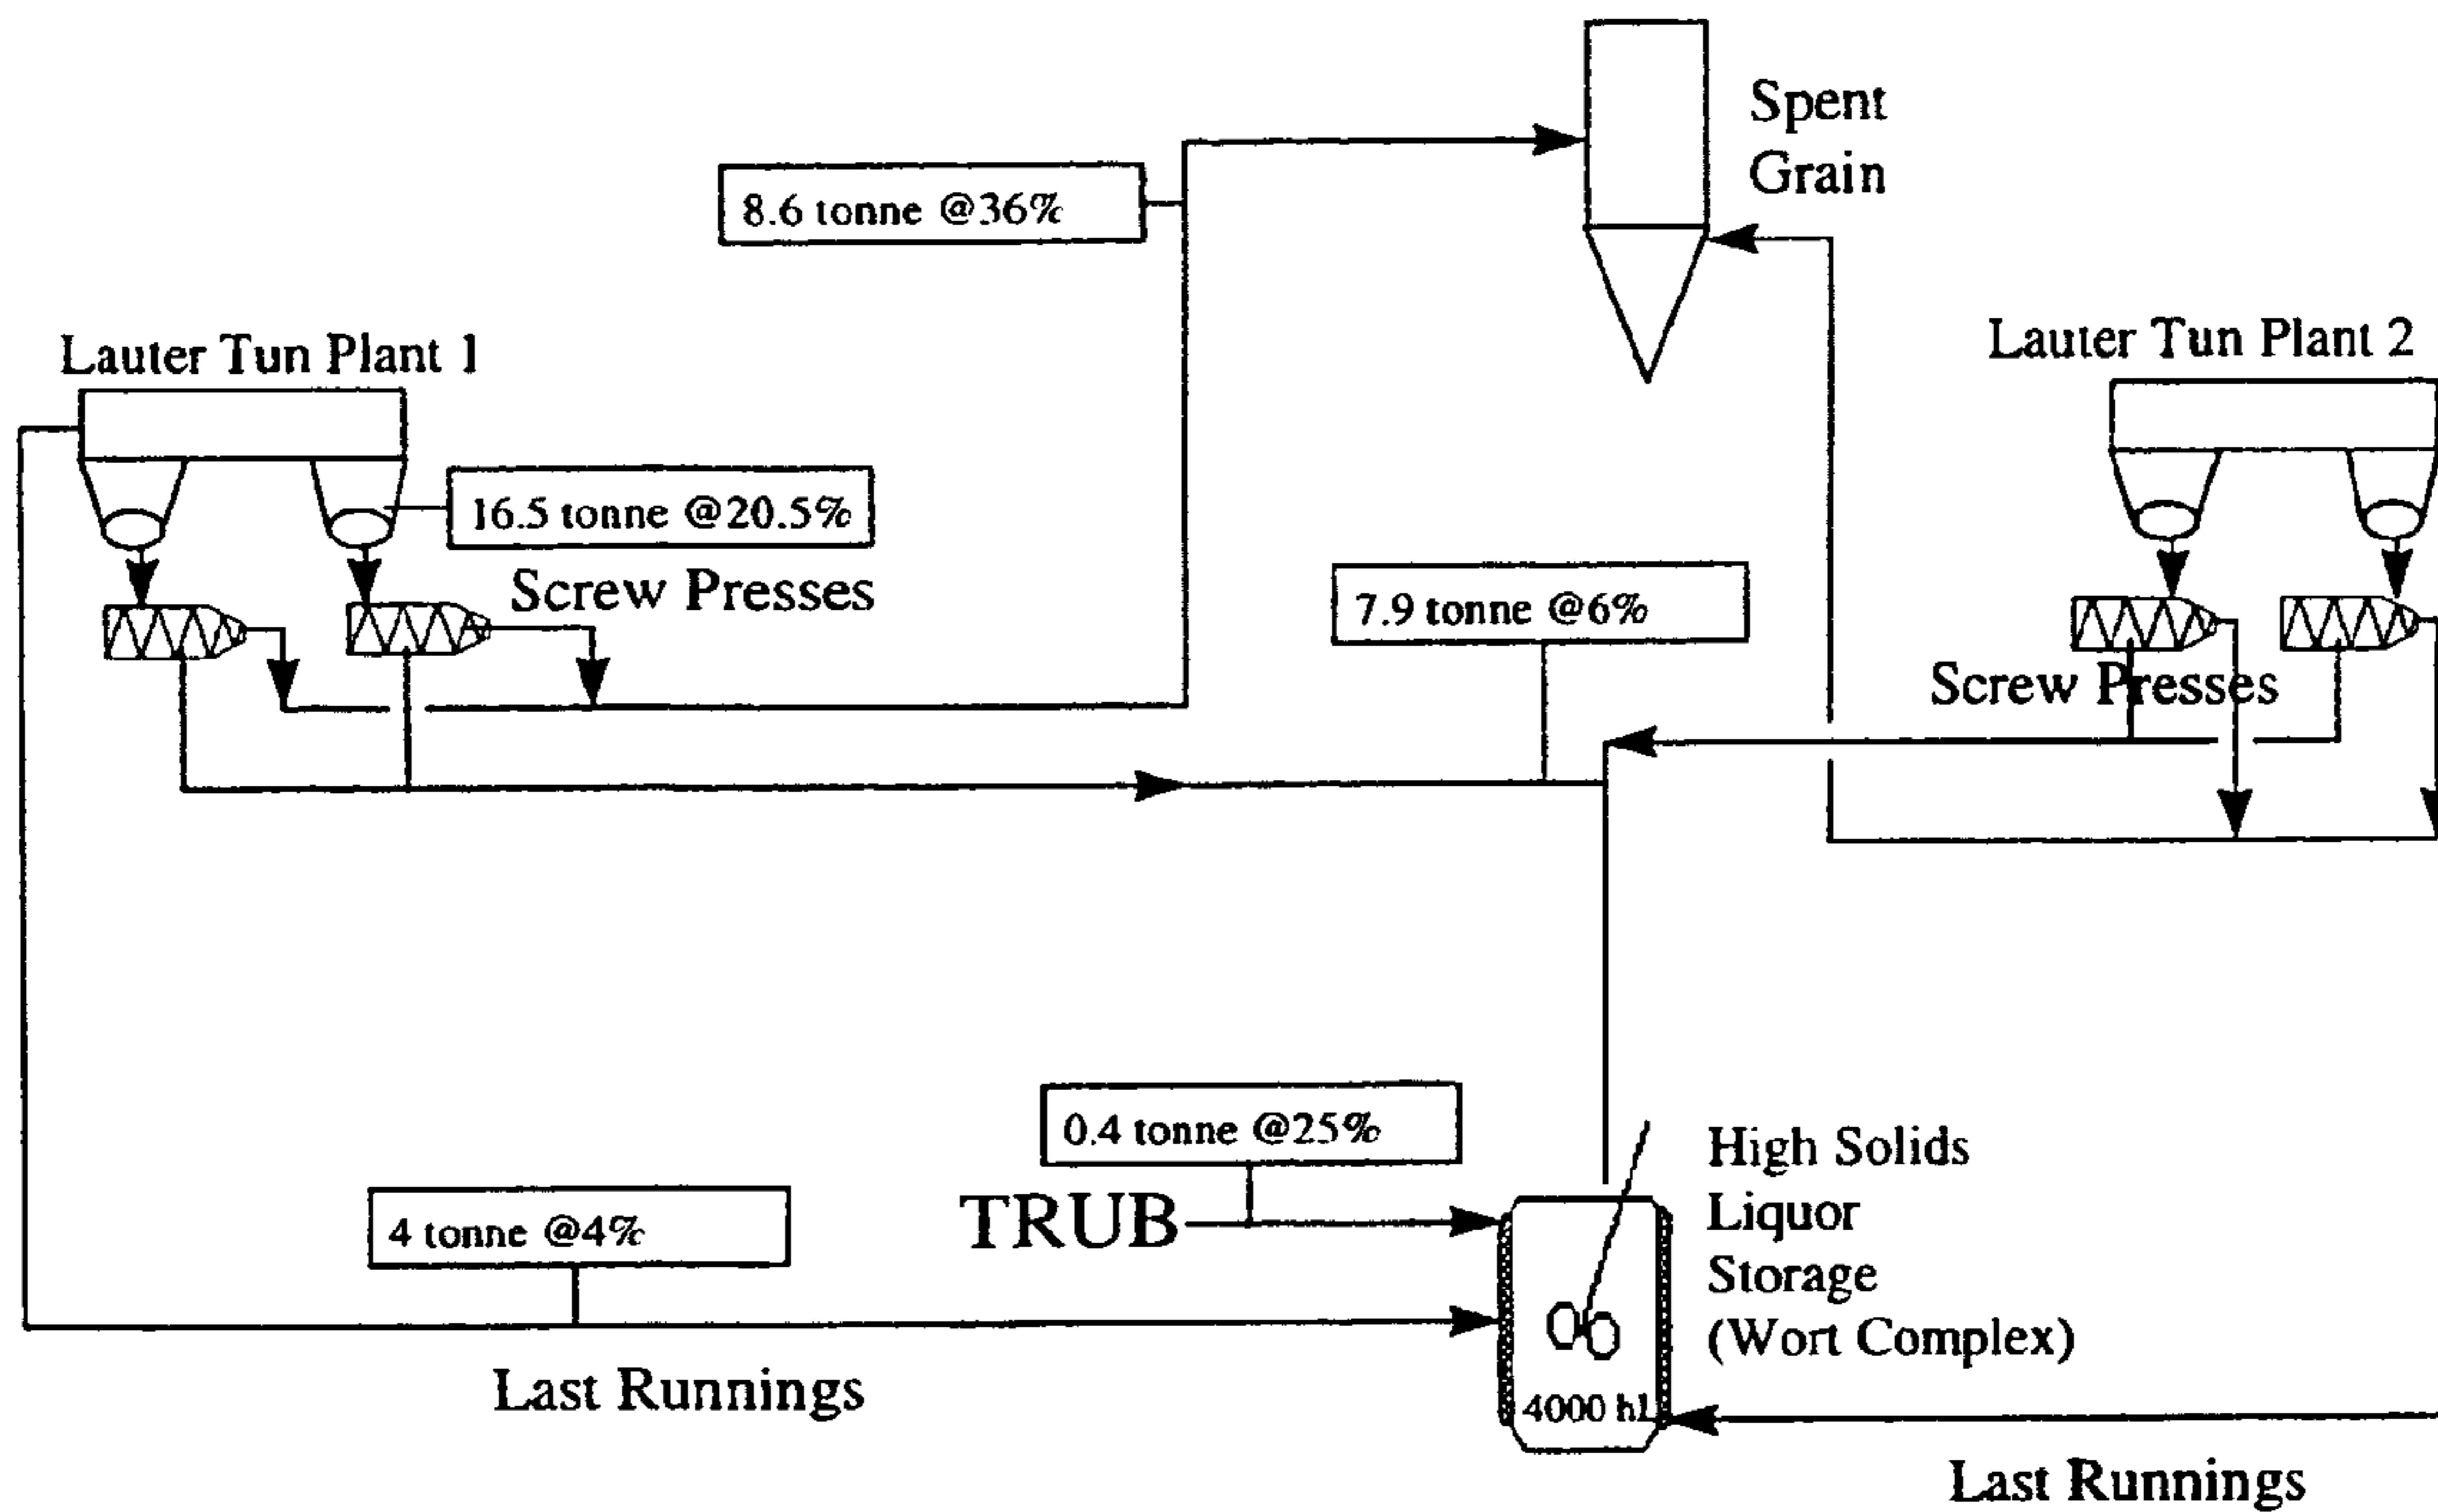 Spent
Grain
8.6 tonne @36%
Lauter Tun Plant 1
Lauter Tun Plant 2
16.5 tonne @20.5%
Screw Presses
7.9 tonne @6%
Screw Presses
0.4 tonne @25%
TRUB
High Solids
Liquor
Storage
(Wort Complex)
4 tonne @4%
4000 hl
Last Runnings
Last Runnings